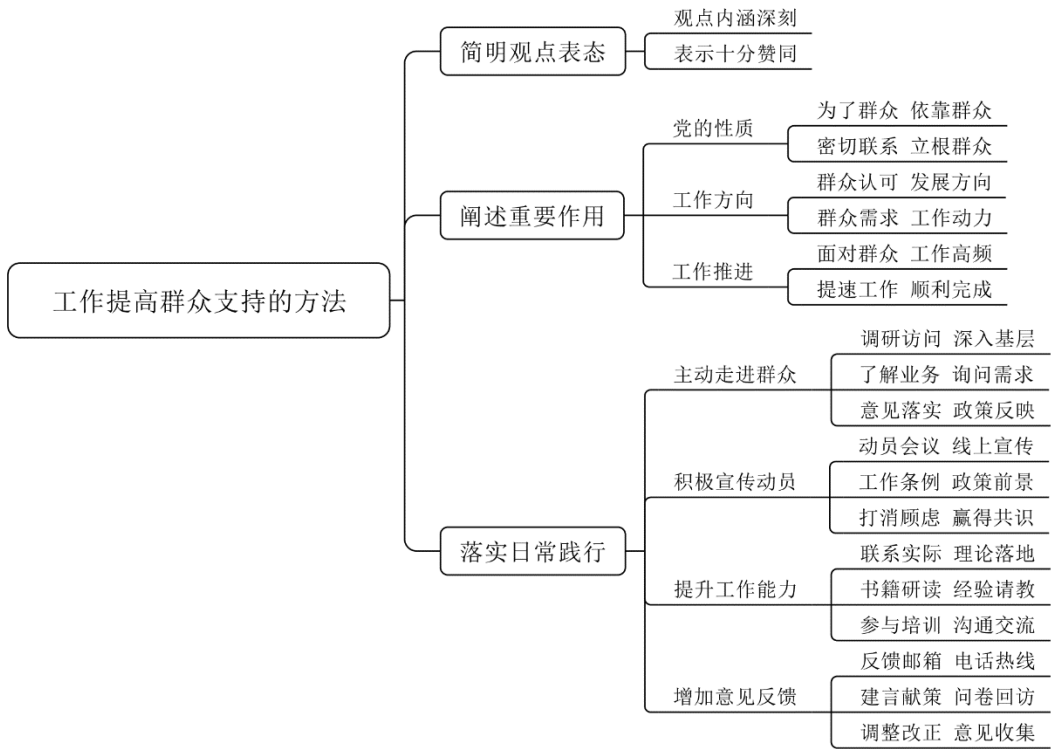 工作提高群众支持的方法
简明观点表态
观点内涵深刻
表示十分赞同
阐述重要作用
党的性质
为了群众 依靠群众
密切联系 立根群众
工作方向
群众认可 发展方向
群众需求 工作动力
工作推进
面对群众 工作高频
提速工作 顺利完成
落实日常践行
主动走进群众
调研访问 深入基层
了解业务 询问需求
意见落实 政策反映
积极宣传动员
动员会议 线上宣传
工作条例 政策前景
打消顾虑 赢得共识
提升工作能力
联系实际 理论落地
书籍研读 经验请教
参与培训 沟通交流
增加意见反馈
反馈邮箱 电话热线
建言献策 问卷回访
调整改正 意见收集